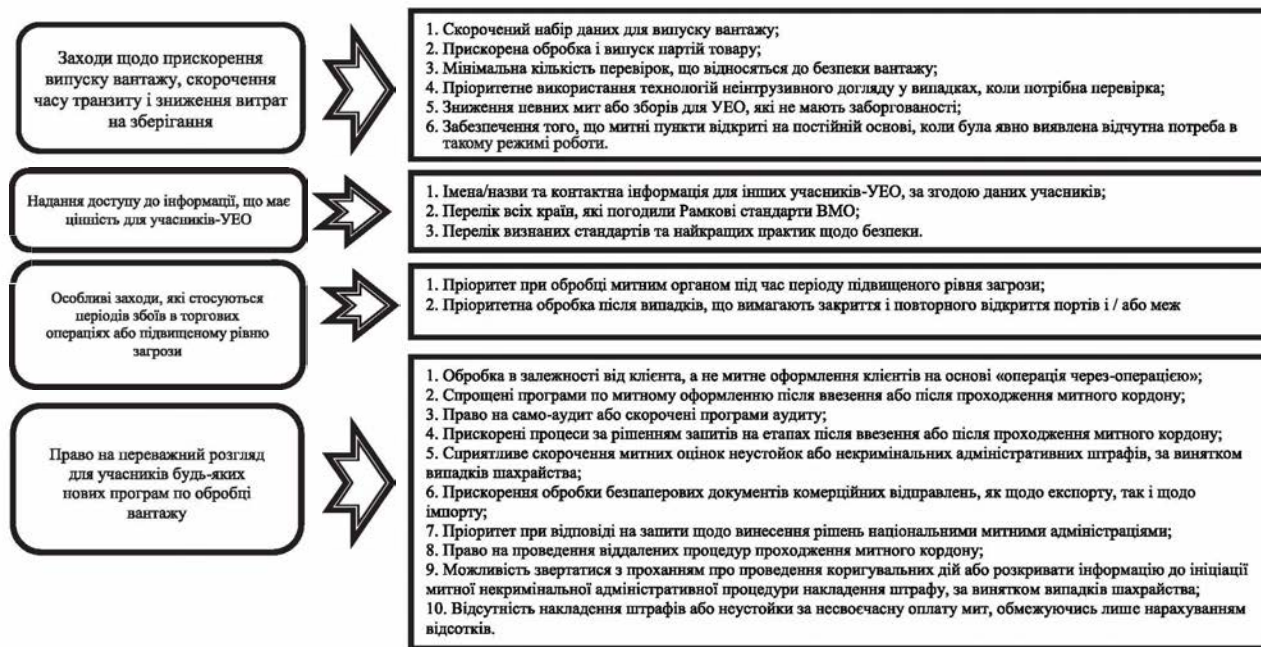 Заходи щодо прискорення
випуску вантажу, скорочення
часу транзиту і зниження витрат
на зберігання
1. Скорочений набір даних для випуску вантажу;
2. Прискорена обробка і випуск партій товару;
3. Мінімальна кількість перевірок, що відносяться до безпеки вантажу;
4. Пріоритетне використання технологій неінтрузивного догляду у випадках, коли потрібна перевірка;
5. Зниження певних мит або зборів для УЕО, які не мають заборгованості;
6. Забезпечення того, що митні пункти відкриті на постійній основі, коли була явно виявлена відчутна потреба в
такому режимі роботи.
Надання доступу до інформації, що має
цінність для учасників-УЕО
1. Імена/назви та контактна інформація для інших учасників-УЕО, за згодою даних учасників;
2. Перелік всіх країн, які погодили Рамкові стандарти ВМО;
3. Перелік визнаних стандартів та найкращих практик щодо безпеки.
Особливі заходи, які стосуються
періодів збоїв в торгових
операціях або підвищеному рівню
загрози
1. Пріоритет при обробці митним органом під час періоду підвищеного рівня загрози;
2. Пріоритетна обробка після випадків, що вимагають закриття і повторного відкриття портів і / або меж
Право на переважний розгляд
для учасників будь-яких
нових програм по обробці
вантажу
1. Обробка в залежності від клієнта, а не митне оформлення клієнтів на основі «операція через-операцією»;
2. Спрощені програми по митному оформленню після ввезення або після проходження митного кордону;
3. Право на само-аудит або скорочені програми аудиту;
4. Прискорені процеси за рішенням запитів на етапах після ввезення або після проходження митного кордону;
5. Сприятливе скорочення митних оцінок неустойок або некримінальних адміністративних штрафів, за винятком
випадків шахрайства;
6. Прискорення обробки безпаперових документів комерційних відправлень, як щодо експорту, так і щодо
імпорту;
7. Пріоритет при відповіді на запити щодо винесення рішень національними митними адміністраціями;
8. Право на проведення віддалених процедур проходження митного кордону;
9. Можливість звертатися з проханням про проведення коригувальних дій або розкривати інформацію до ініціації
митної некримінальної адміністративної процедури накладення штрафу, за винятком випадків шахрайства;
10. Відсутність накладення штрафів або неустойки за несвоєчасну оплату мит, обмежуючись лише нарахуванням
відсотків.